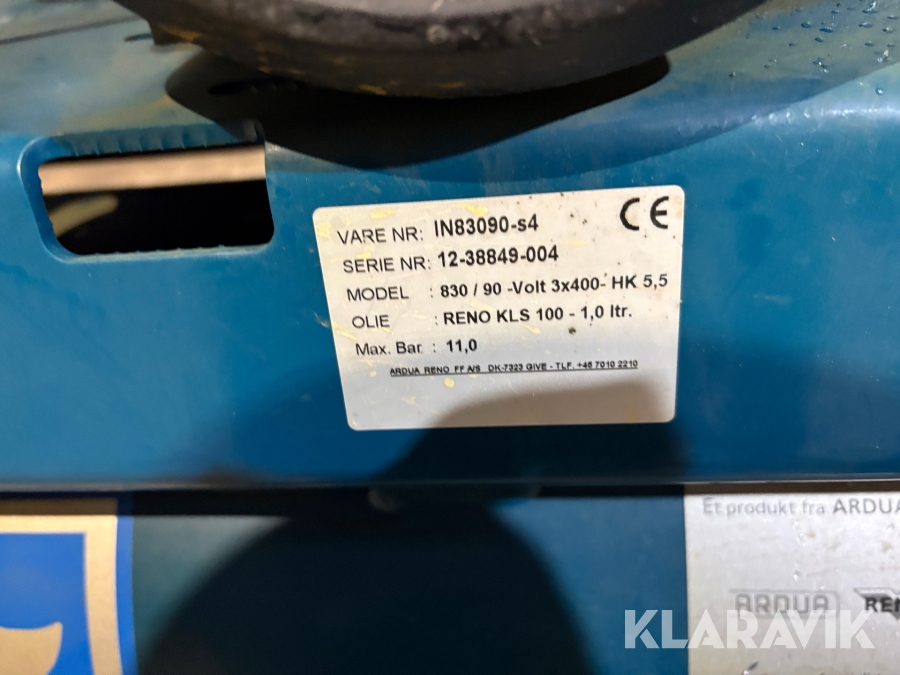 CE
VARE NR: IN83090-s4
SERIE NR: 12-38849-004
MODEL : 830 / 90 -Volt 3x400- HK 5,5
OLIE : RENO KLS 100 - 1,0 ltr.
Max. Bar : 11,0
ARDUA RENO FF A/S DK-7323 GIVE - TLF. +45 7010 2210
Et produkt fra ARDUA
ARDUA REN
KLARAVIK